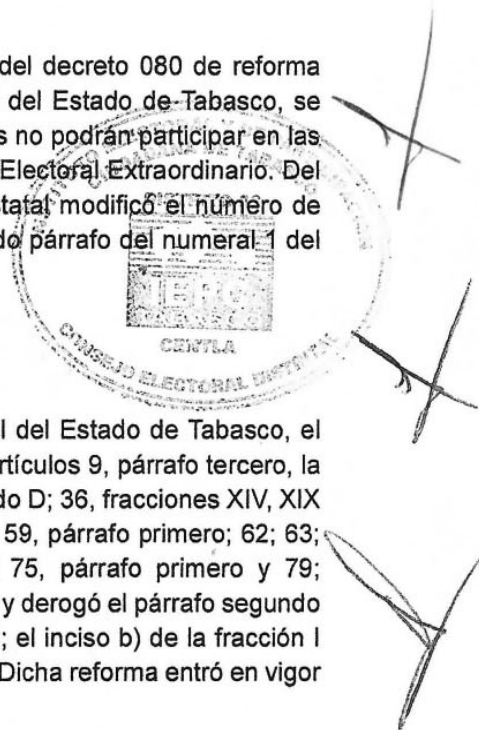 del decreto 080 de reforma
del Estado de Tabasco, se
s no podrán participar en las
Electoral Extraordinario. Del
statal modificó el número de
do párrafo del numeral 1 del
CENTLA
CONSEJO ELECTORAL DISTRITAL
l del Estado de Tabasco, el
rtículos 9, párrafo tercero, la
do D; 36, fracciones XIV, XIX
59, párrafo primero; 62; 63;
75, párrafo primero y 79;
y derogó el párrafo segundo
; el inciso b) de la fracción I
Dicha reforma entró en vigor